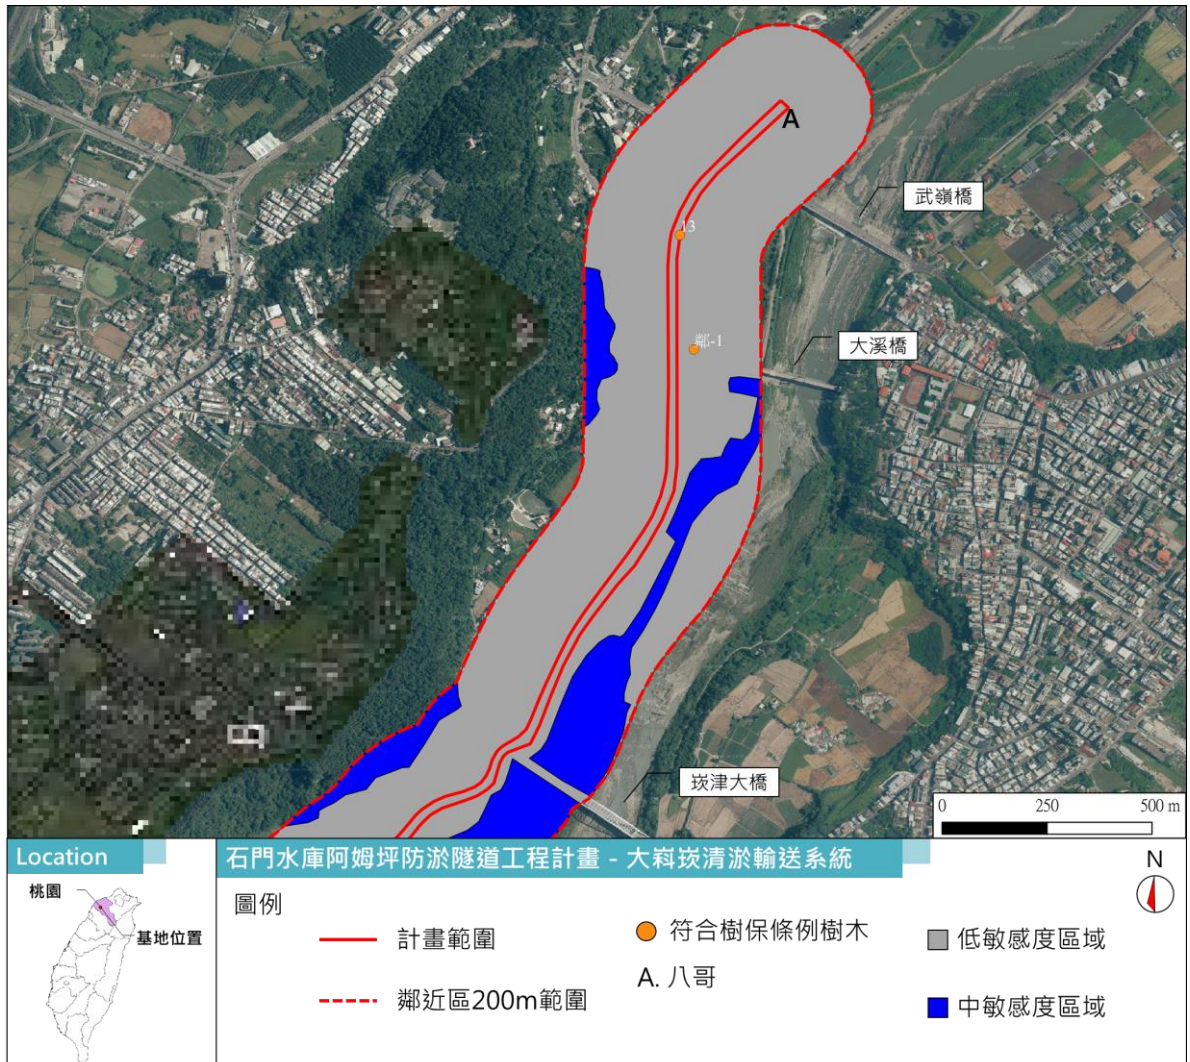 A
武嶺橋
13
鄰-1
大溪橋
崁津大橋
0 250 500 m
Location
桃園
基地位置
石門水庫阿姆坪防淤隧道工程計畫 - 大嵙崁清淤輸送系統
N
圖例
計畫範圍
鄰近區200m範圍
符合樹保條例樹木
A. 八哥
低敏感度區域
中敏感度區域